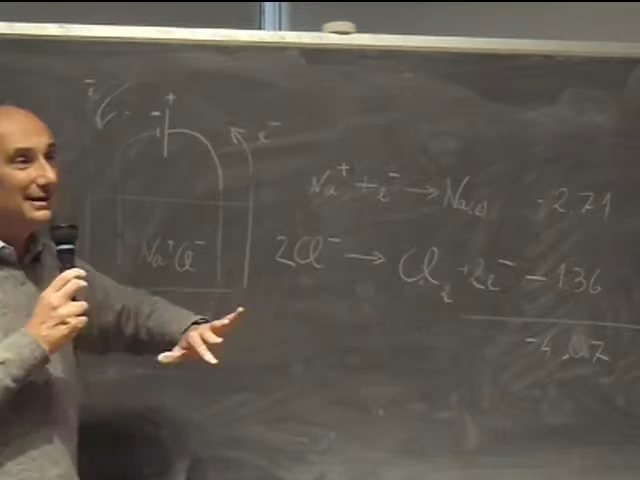 e⁻
- +
e⁻
Na⁺Cl⁻
Na⁺ + e⁻ → Na(l) -2.71
2Cl⁻ → Cl₂ + 2e⁻ -1.36
-4.07